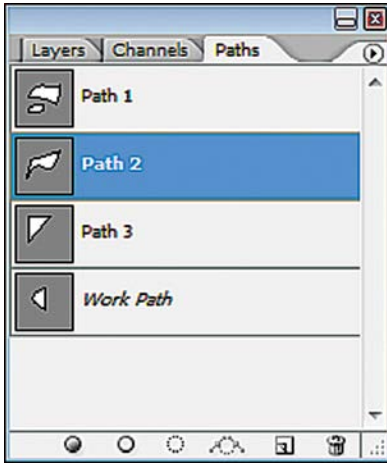 Layers Channels Paths
Path 1
Path 2
Path 3
Work Path